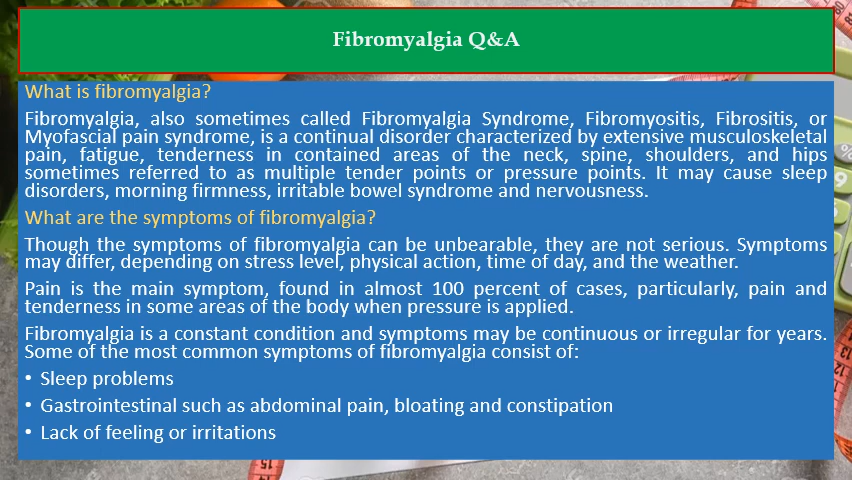 Fibromyalgia Q&A
What is fibromyalgia?
Fibromyalgia, also sometimes called Fibromyalgia Syndrome, Fibromyositis, Fibrositis, or
Myofascial pain syndrome, is a continual disorder characterized by extensive musculoskeletal
pain, fatigue, tenderness in contained areas of the neck, spine, shoulders, and hips
sometimes referred to as multiple tender points or pressure points. It may cause sleep
disorders, morning firmness, irritable bowel syndrome and nervousness.
What are the symptoms of fibromyalgia?
Though the symptoms of fibromyalgia can be unbearable, they are not serious. Symptoms
may differ, depending on stress level, physical action, time of day, and the weather.
Pain is the main symptom, found in almost 100 percent of cases, particularly, pain and
tenderness in some areas of the body when pressure is applied.
Fibromyalgia is a constant condition and symptoms may be continuous or irregular for years.
Some of the most common symptoms of fibromyalgia consist of:
• Sleep problems
• Gastrointestinal such as abdominal pain, bloating and constipation
• Lack of feeling or irritations
15